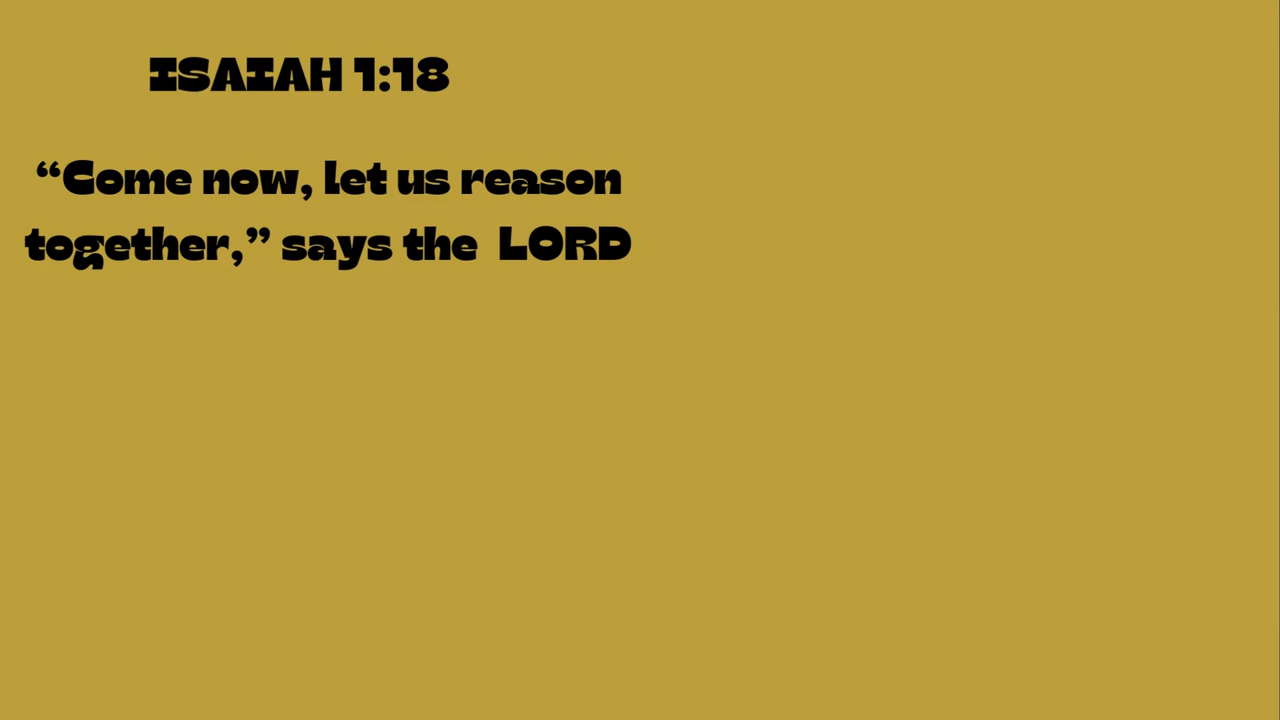 ISAIAH 1:18
“Come now, let us reason
together,” says the LORD